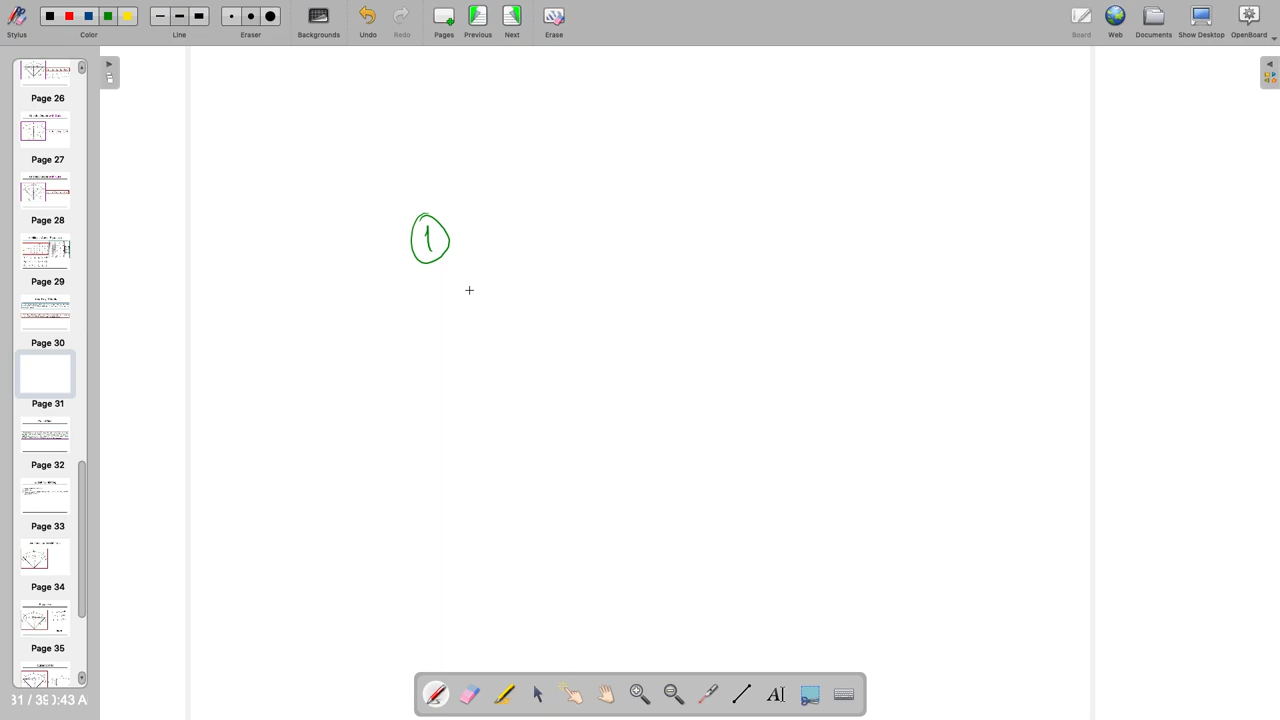 Stylus
Color
Line
Eraser
Backgrounds
Undo
Redo
Pages
Previous
Next
Erase
Board
Web
Documents
Show Desktop
OpenBoard
Page 26
Page 27
Page 28
Page 29
Page 30
Page 31
Page 32
Page 33
Page 34
Page 35
1